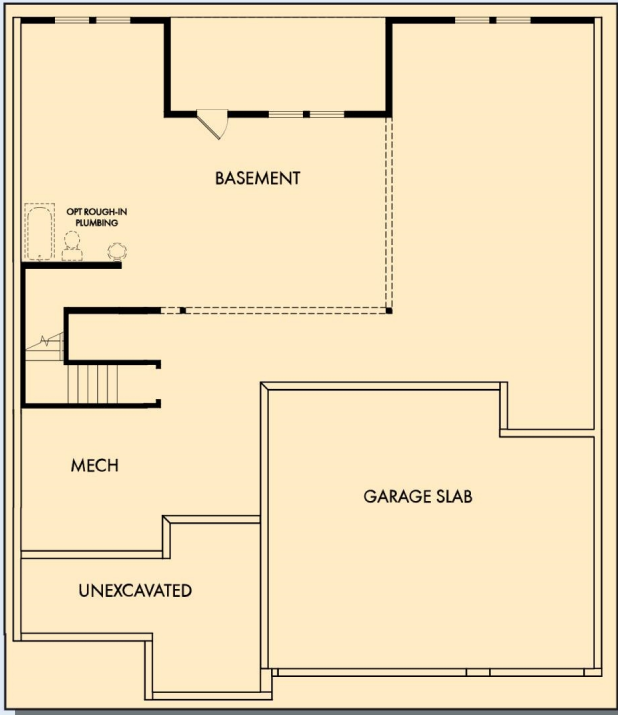 BASEMENT
OPT ROUGH-IN
PLUMBING
MECH
GARAGE SLAB
UNEXCAVATED